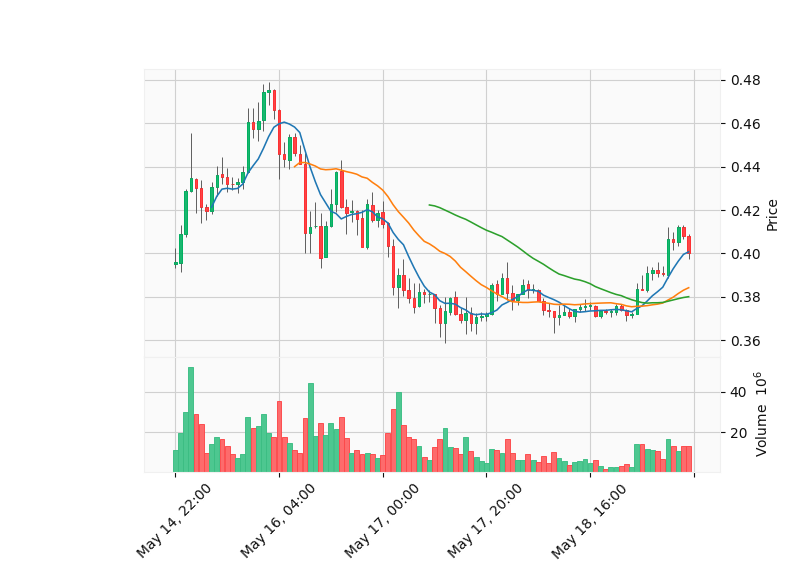 0.48
0.46
0.44
0.42
0.40
0.38
0.36
Price
40
20
Volume 10^6
May 14, 22:00
May 16, 04:00
May 17, 00:00
May 17, 20:00
May 18, 16:00